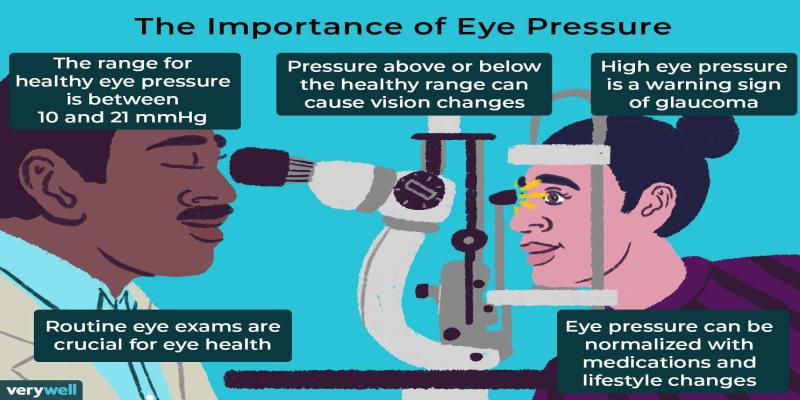 The Importance of Eye Pressure
The range for
healthy eye pressure
is between
10 and 21 mmHg
Pressure above or below
the healthy range can
cause vision changes
High eye pressure
is a warning sign
of glaucoma
Routine eye exams are
crucial for eye health
Eye pressure can be
normalized with
medications and
lifestyle changes
verywell